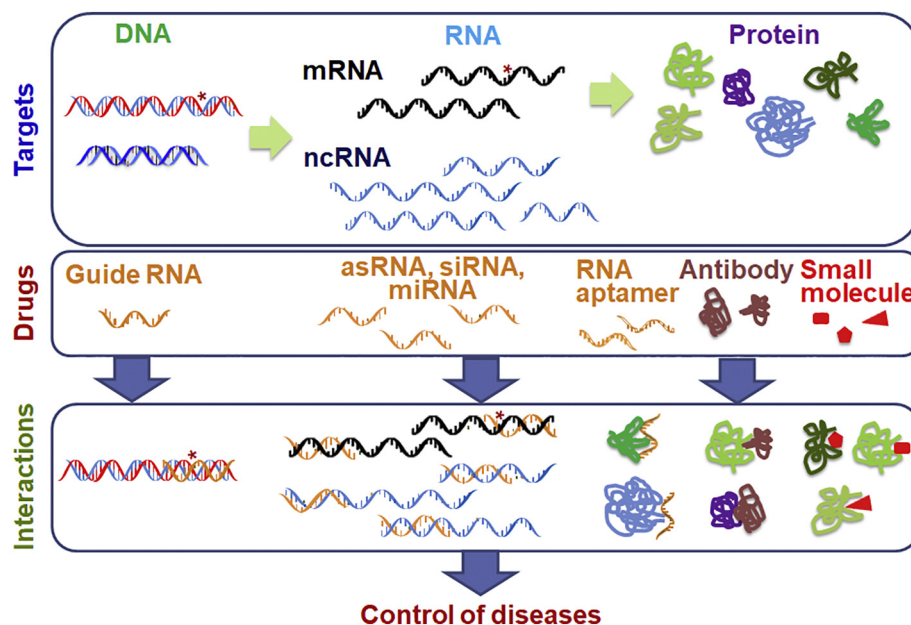 Targets
DNA
RNA
Protein
mRNA
*
*
ncRNA
Drugs
Guide RNA
asRNA, siRNA,
miRNA
RNA
aptamer
Antibody
Small
molecule
Interactions
*
*
Control of diseases